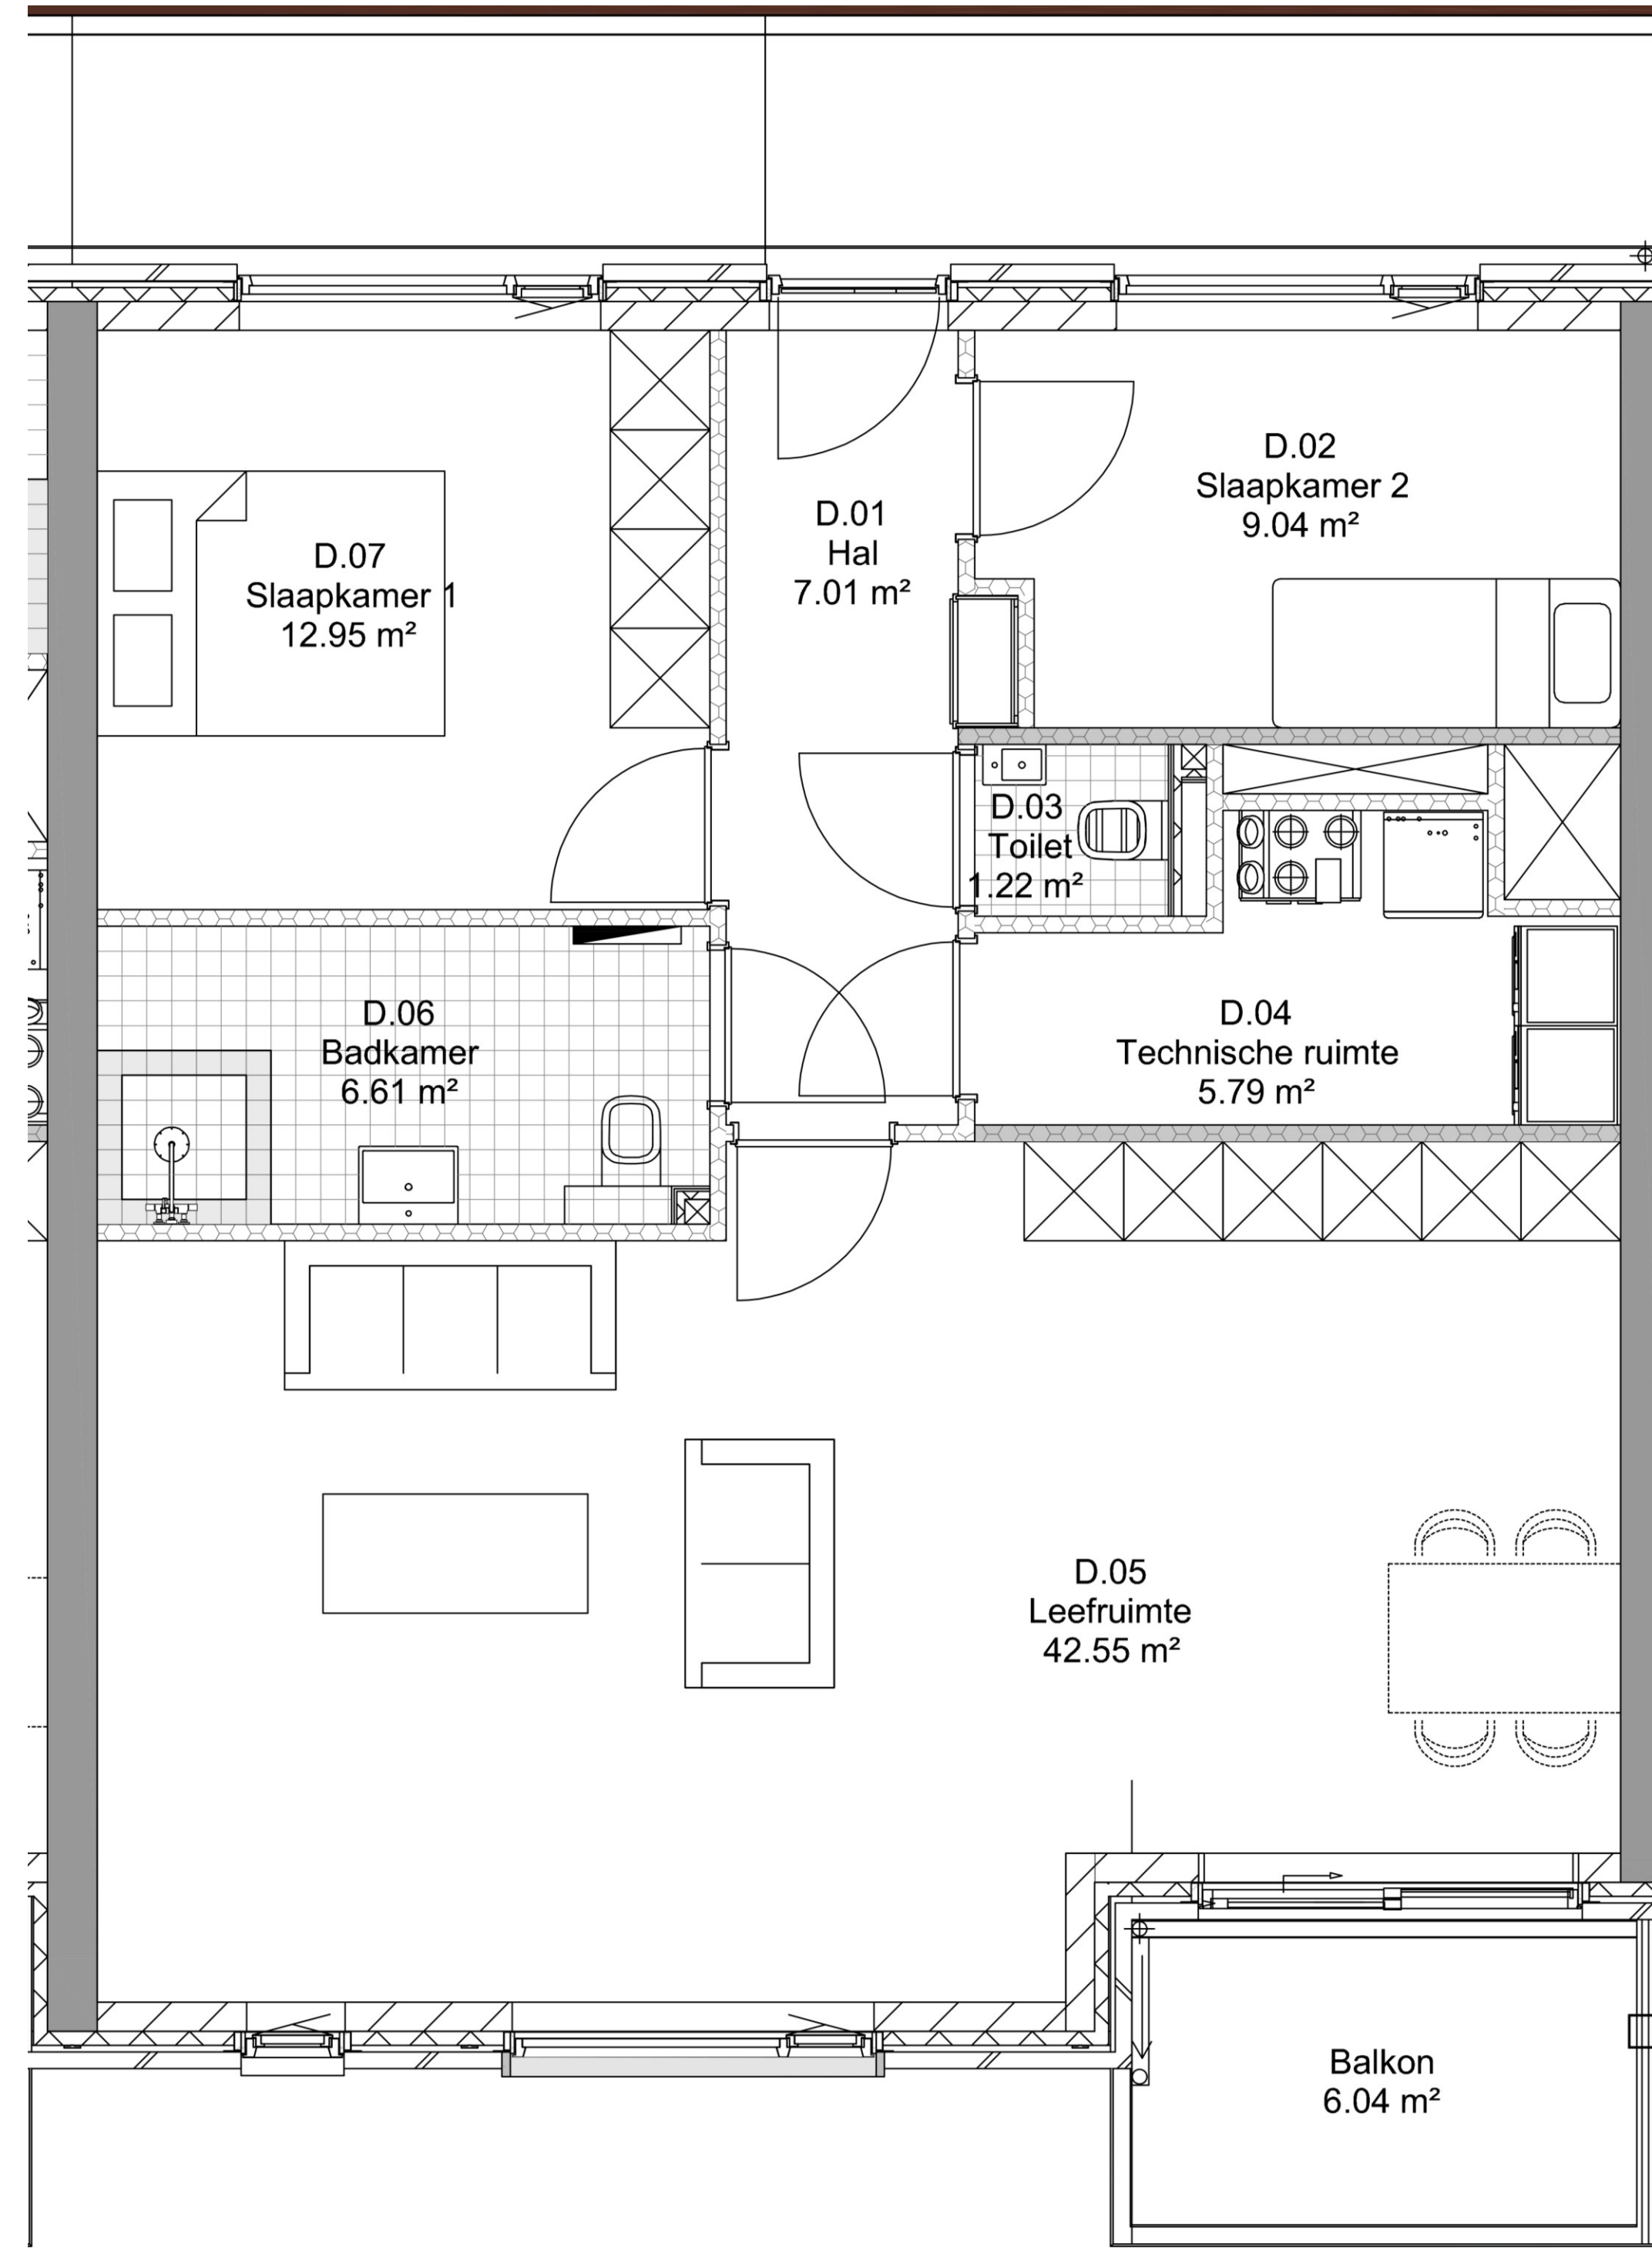 D.02
Slaapkamer 2
9.04 m²
D.01
Hal
7.01 m²
D.07
Slaapkamer 1
12.95 m²
D.03
Toilet
1.22 m²
D.06
Badkamer
6.61 m²
D.04
Technische ruimte
5.79 m²
D.05
Leefruimte
42.55 m²
Balkon
6.04 m²